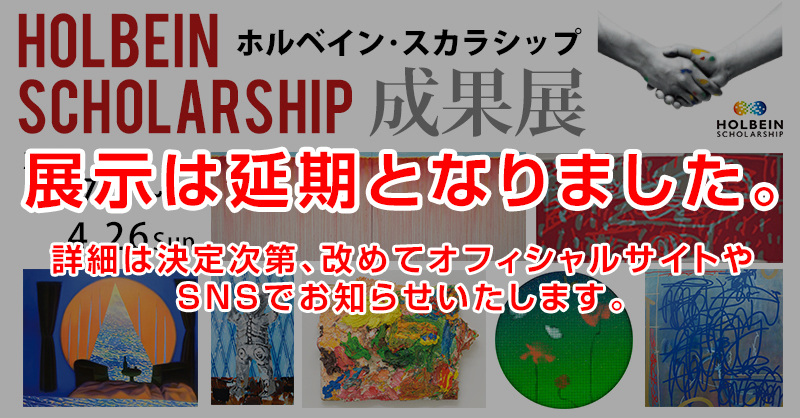 HOLBEIN ホルベイン・スカラシップ
SCHOLARSHIP 成果展
HOLBEIN
SCHOLARSHIP
展示は延期となりました。
4.26 Sun
詳細は決定次第、改めてオフィシャルサイトや
SNSでお知らせいたします。